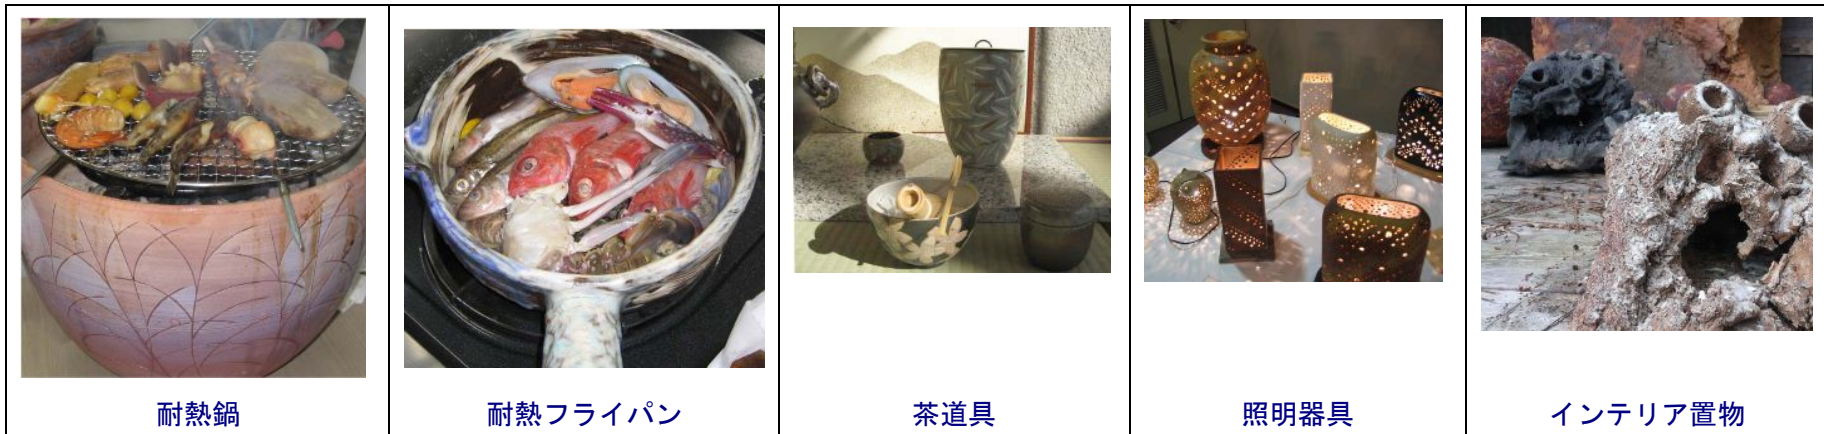 耐熱鍋
耐熱フライパン
茶道具
照明器具
インテリア置物